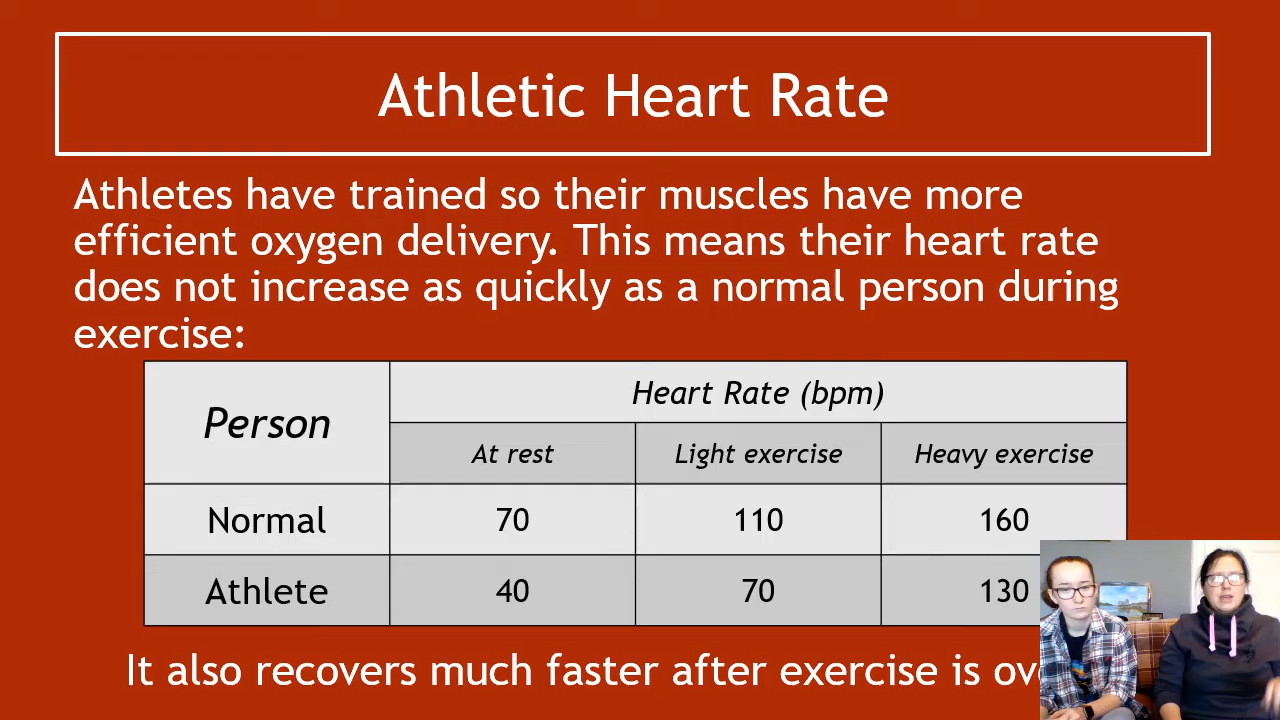 Athletic Heart Rate
Athletes have trained so their muscles have more
efficient oxygen delivery. This means their heart rate
does not increase as quickly as a normal person during
exercise:
Person
Heart Rate (bpm)
At rest Light exercise Heavy exercise
Normal 70 110 160
Athlete 40 70 130
It also recovers much faster after exercise is